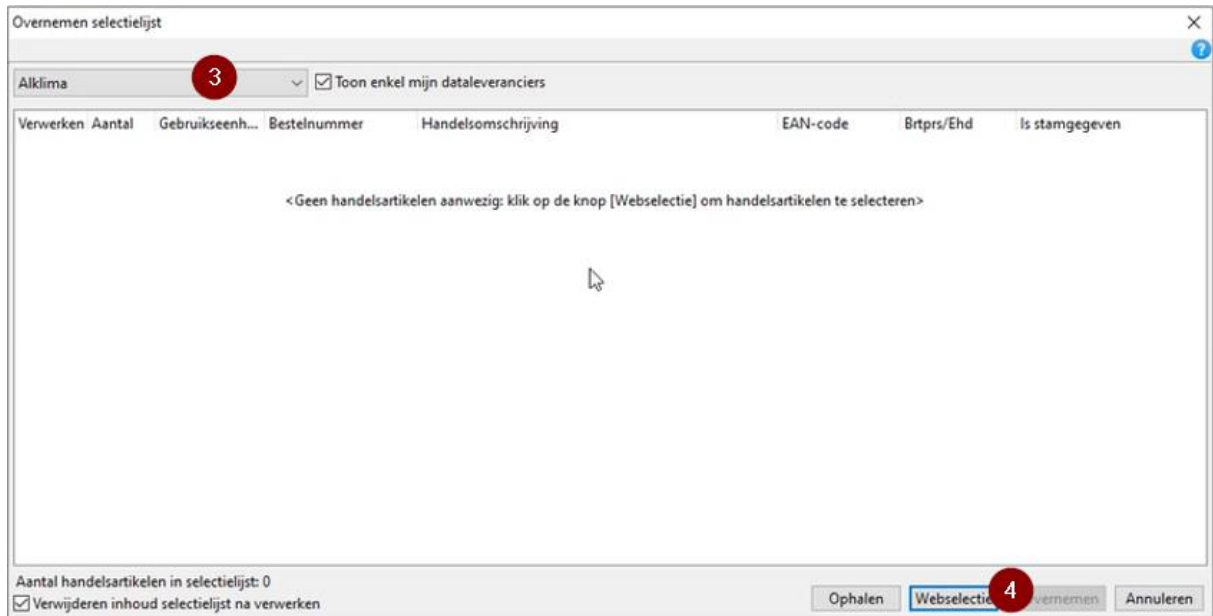 Overnemen selectielijst
?
Alklima 3 Toon enkel mijn dataleveranciers
Verwerken Aantal Gebruikseenh... Bestelnummer Handelsomschrijving EAN-code Brtprs/Ehd Is stamgegeven
<Geen handelsartikelen aanwezig: klik op de knop [Webselectie] om handelsartikelen te selecteren>
Aantal handelsartikelen in selectielijst: 0
Verwijderen inhoud selectielijst na verwerken
Ophalen Webselectie 4 vernemen Annuleren